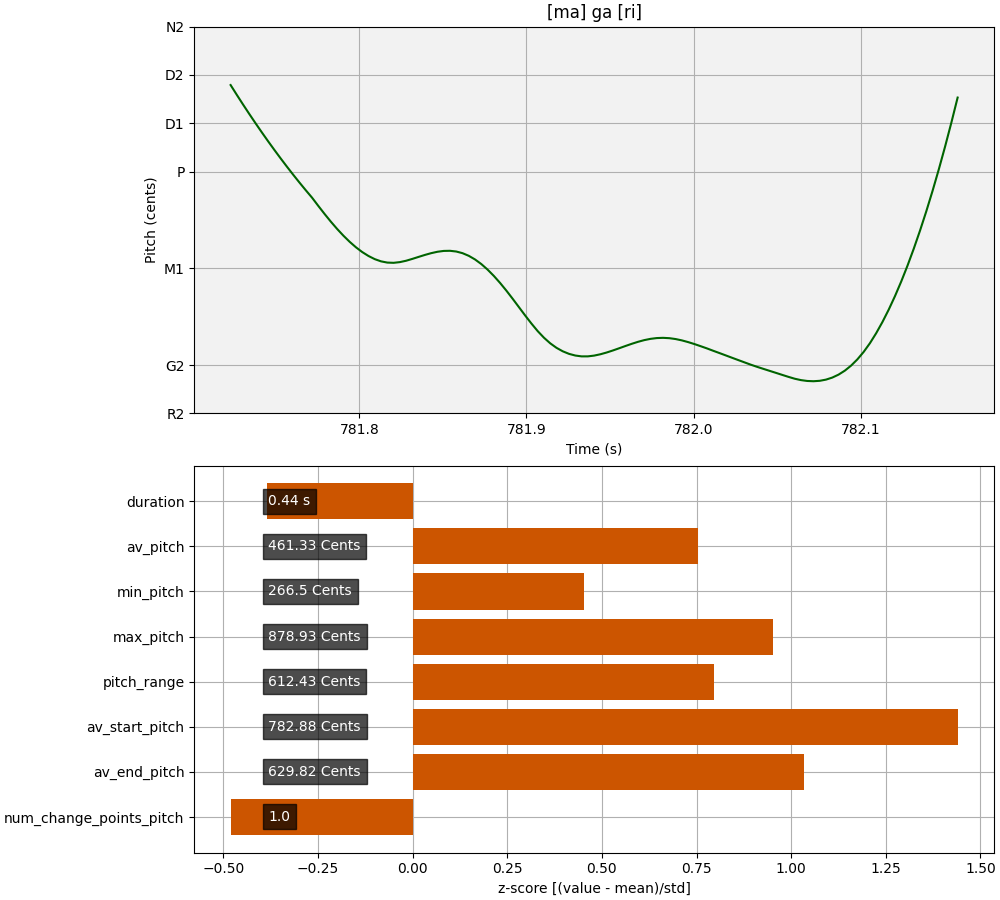 [ma] ga [ri]
N2
D2
D1
P
M1
G2
R2
Pitch (cents)
781.8 781.9 782.0 782.1
Time (s)
duration 0.44 s
av_pitch 461.33 Cents
min_pitch 266.5 Cents
max_pitch 878.93 Cents
pitch_range 612.43 Cents
av_start_pitch 782.88 Cents
av_end_pitch 629.82 Cents
num_change_points_pitch 1.0
−0.50 −0.25 0.00 0.25 0.50 0.75 1.00 1.25 1.50
z-score [(value - mean)/std]